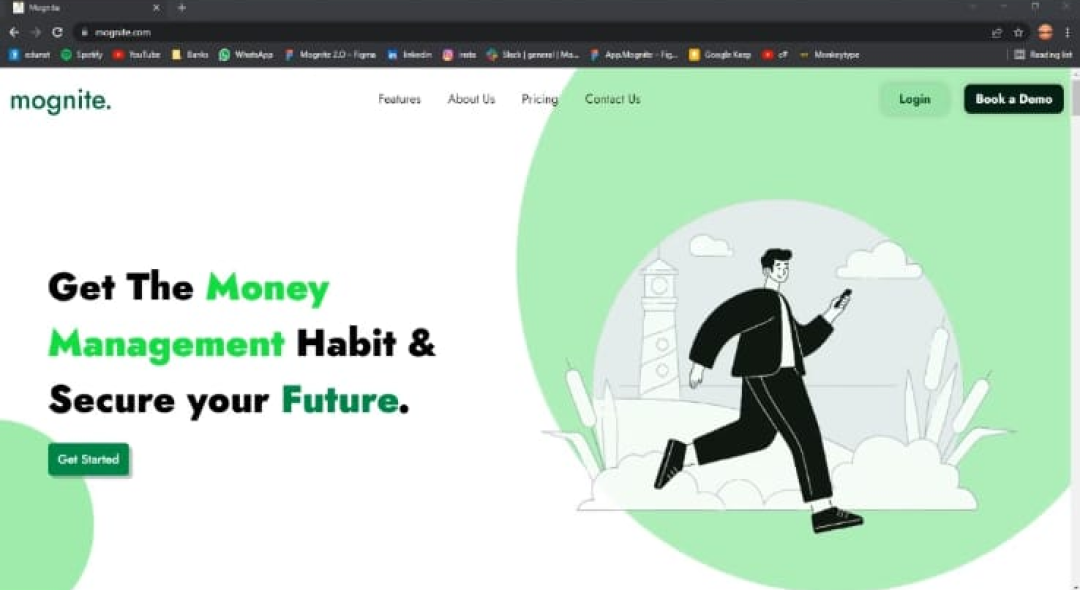 Mognite
mognite.com
edunst Spotify YouTube Banks WhatsApp Mognite 2.0 - Figma linkedin insta Slack | general | Mo... App.Mognite - Fig... Google Keep Monkeytype Reading list
mognite. Features About Us Pricing Contact Us Login Book a Demo
Get The Money
Management Habit &
Secure your Future.
Get Started